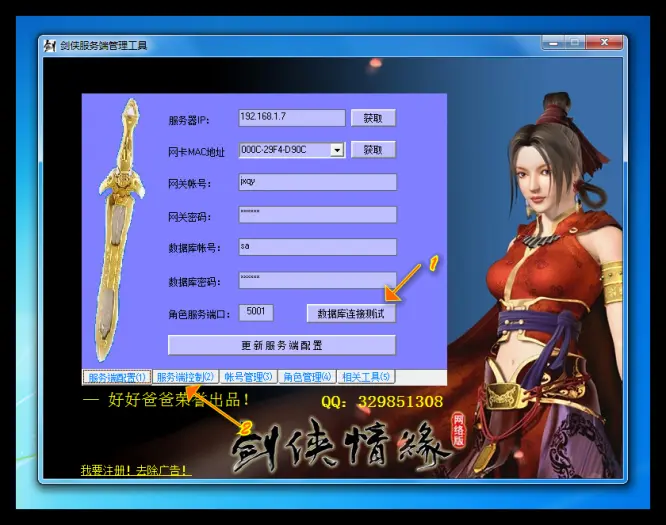 剑侠服务端管理工具
服务器IP: 192.168.1.7 获取
网卡MAC地址 000C-29F4-D90C 获取
网关帐号: jxqy
网关密码: ******
数据库帐号: sa
1
数据库密码: ******
角色服务端口: 5001 数据库连接测试
更新服务端配置
服务端配置(1) 服务端控制(2) 帐号管理(3) 角色管理(4) 相关工具(5)
— 好好爸爸荣誉出品! QQ: 329851308
2
剑侠情缘 网络版
我要注册! 去除广告!